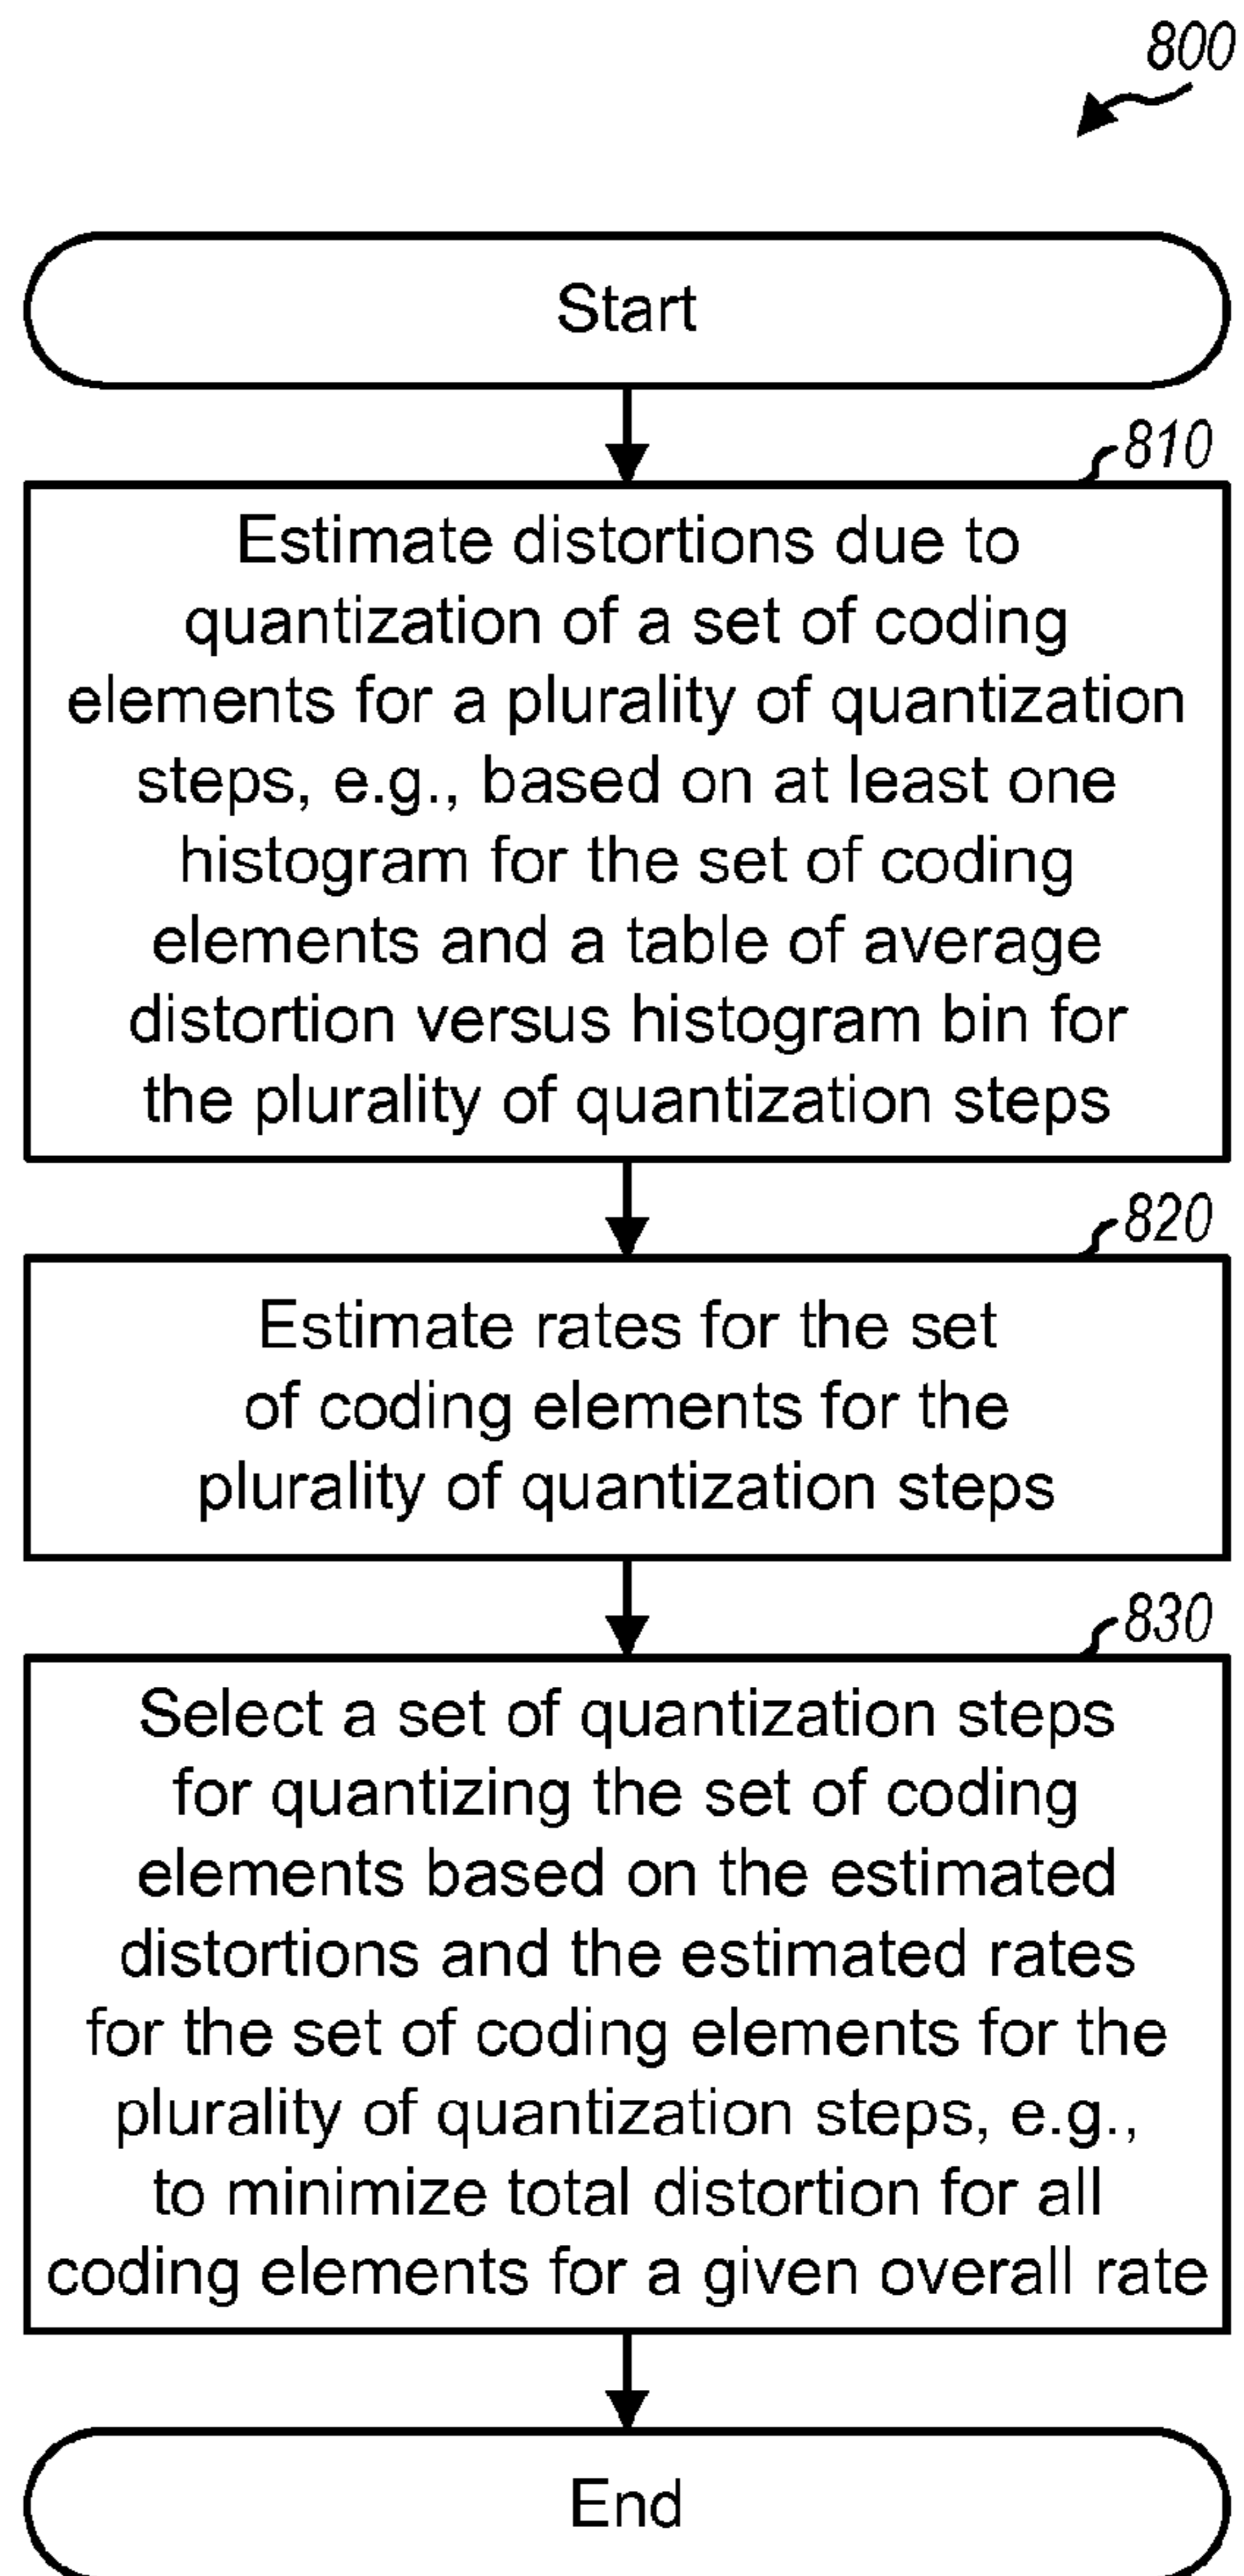 800
Start
810
Estimate distortions due to
quantization of a set of coding
elements for a plurality of quantization
steps, e.g., based on at least one
histogram for the set of coding
elements and a table of average
distortion versus histogram bin for
the plurality of quantization steps
820
Estimate rates for the set
of coding elements for the
plurality of quantization steps
830
Select a set of quantization steps
for quantizing the set of coding
elements based on the estimated
distortions and the estimated rates
for the set of coding elements for the
plurality of quantization steps, e.g.,
to minimize total distortion for all
coding elements for a given overall rate
End